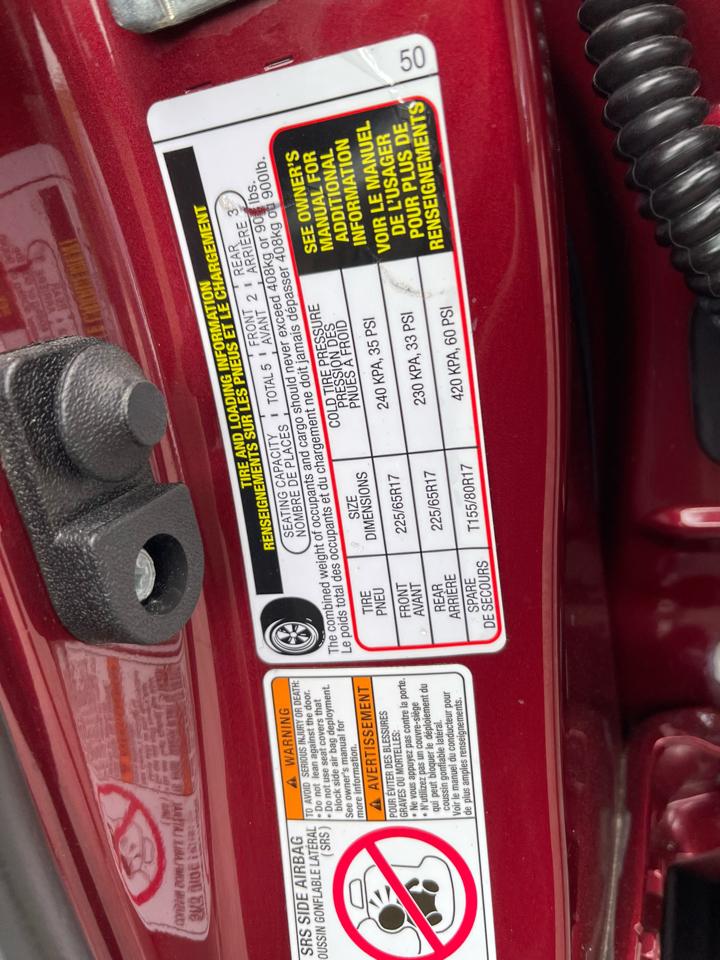 50
TIRE AND LOADING INFORMATION
RENSEIGNEMENTS SUR LES PNEUS ET LE CHARGEMENT
SEATING CAPACITY
NOMBRE DE PLACES
TOTAL 5
FRONT
AVANT 2
REAR
ARRIÈRE 3
The combined weight of occupants and cargo should never exceed 408kg or lbs.
Le poids total des occupants et du chargement ne doit jamais dépasser 408kg ou 900lb.
TIRE
PNEU
SIZE
DIMENSIONS
COLD TIRE PRESSURE
PRESSION DES
PNUES À FROID
FRONT
AVANT
225/65R17
240 KPA, 35 PSI
REAR
ARRIÈRE
225/65R17
230 KPA, 33 PSI
SPARE
DE SECOURS
T155/80R17
420 KPA, 60 PSI
SEE OWNER'S
MANUAL FOR
ADDITIONAL
INFORMATION
VOIR LE MANUEL
DE L'USAGER
POUR PLUS DE
RENSEIGNEMENTS
SRS SIDE AIRBAG
OUSSIN GONFLABLE LATÉRAL
(SRS)
WARNING
TO AVOID SERIOUS INJURY OR DEATH:
• Do not lean against the door.
• Do not use seat covers that
block side air bag deployment.
See owner's manual for
more information.
AVERTISSEMENT
POUR ÉVITER DES BLESSURES
GRAVES OU MORTELLES:
• Ne vous appuyez pas contre la porte.
• N'utilizez pas un couvre-siège
qui peut bloquer le déploiement du
coussin gonflable latéral.
Voir le manuel du conducteur pour
de plus amples renseignements.